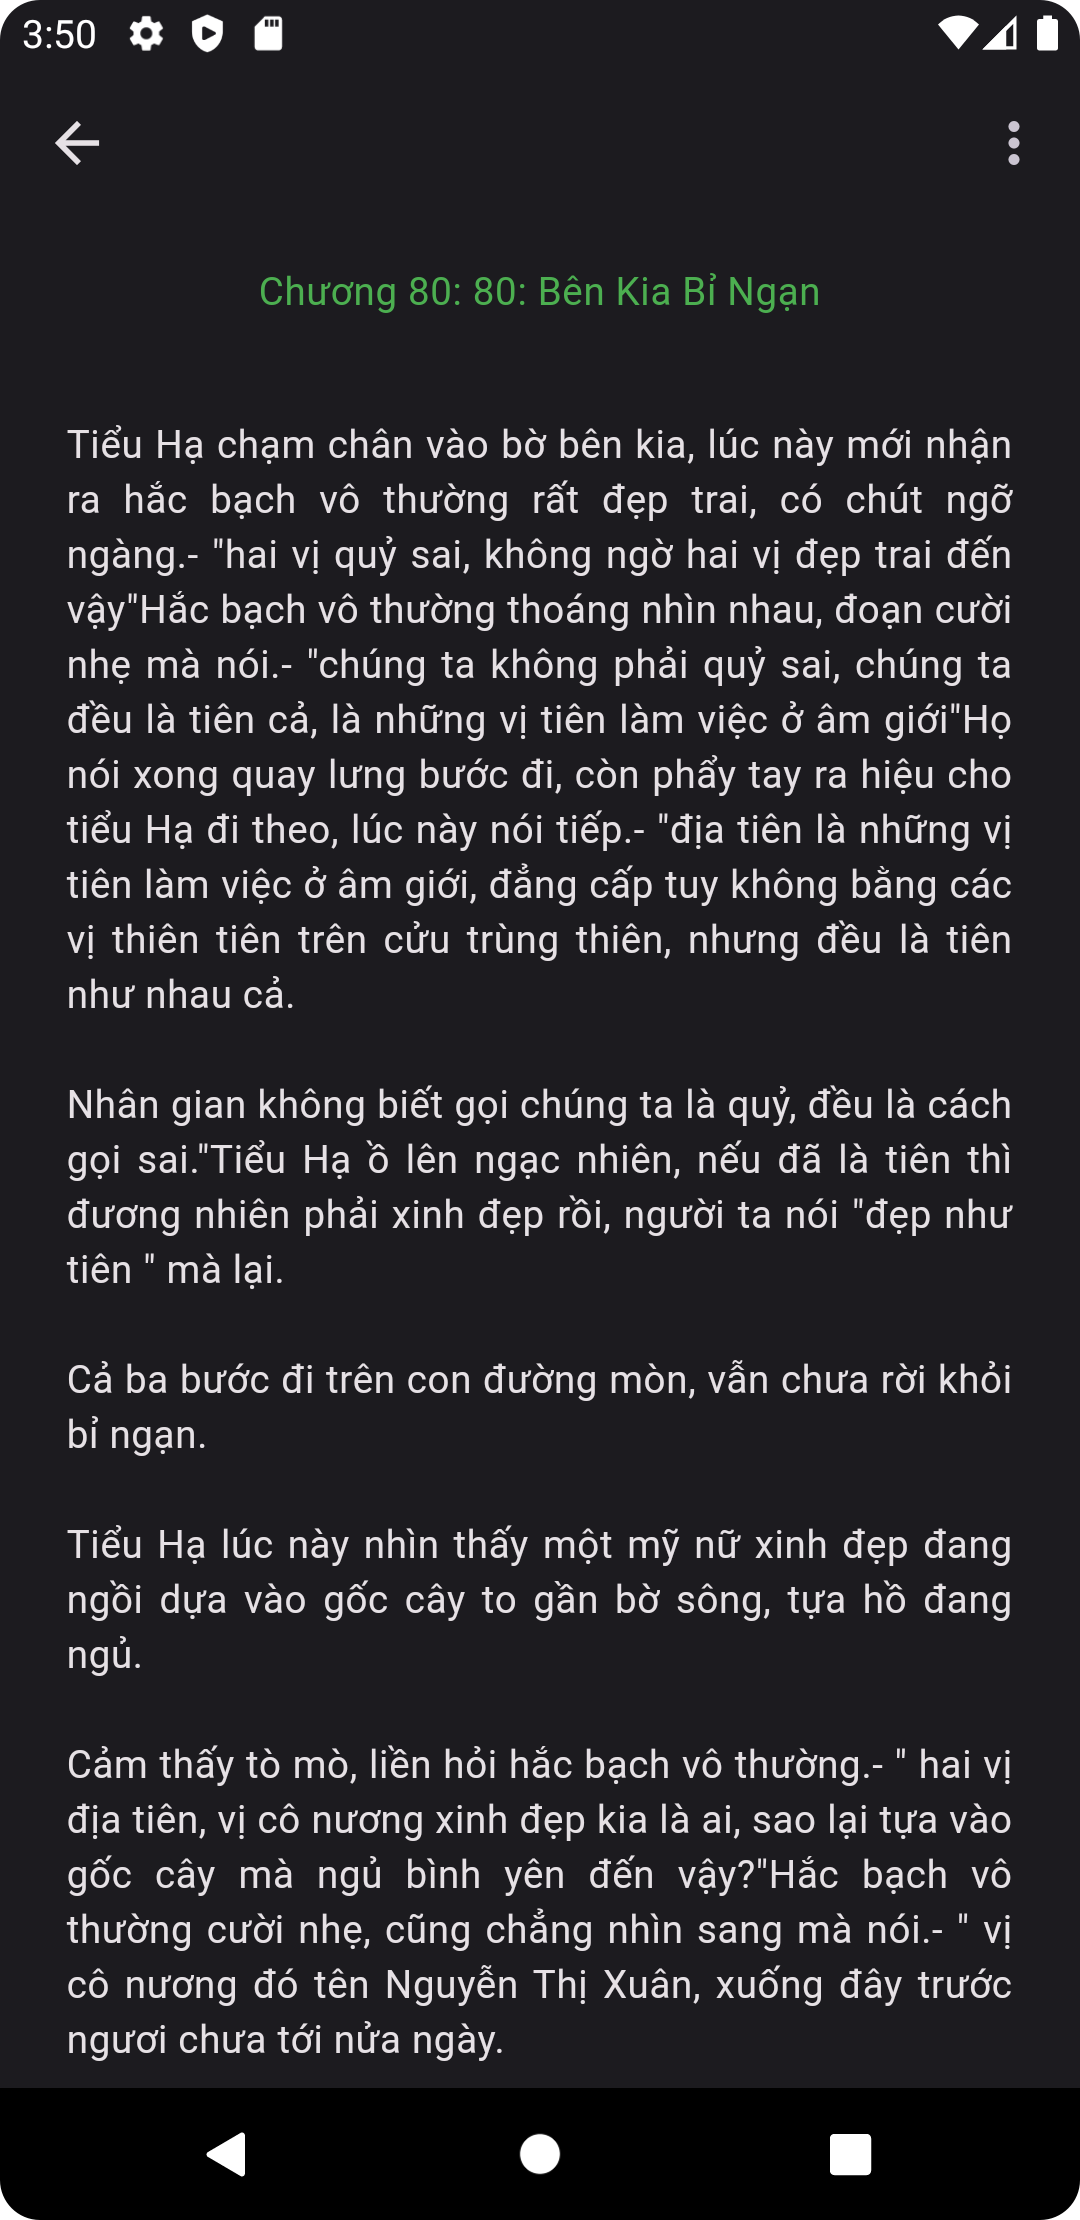 3:50
Chương 80: 80: Bên Kia Bỉ Ngạn
Tiểu Hạ chạm chân vào bờ bên kia, lúc này mới nhận
ra hắc bạch vô thường rất đẹp trai, có chút ngỡ
ngàng.- "hai vị quỷ sai, không ngờ hai vị đẹp trai đến
vậy"Hắc bạch vô thường thoáng nhìn nhau, đoạn cười
nhẹ mà nói.- "chúng ta không phải quỷ sai, chúng ta
đều là tiên cả, là những vị tiên làm việc ở âm giới"Họ
nói xong quay lưng bước đi, còn phẩy tay ra hiệu cho
tiểu Hạ đi theo, lúc này nói tiếp.- "địa tiên là những vị
tiên làm việc ở âm giới, đẳng cấp tuy không bằng các
vị thiên tiên trên cửu trùng thiên, nhưng đều là tiên
như nhau cả.
Nhân gian không biết gọi chúng ta là quỷ, đều là cách
gọi sai."Tiểu Hạ ồ lên ngạc nhiên, nếu đã là tiên thì
đương nhiên phải xinh đẹp rồi, người ta nói "đẹp như
tiên " mà lại.
Cả ba bước đi trên con đường mòn, vẫn chưa rời khỏi
bỉ ngạn.
Tiểu Hạ lúc này nhìn thấy một mỹ nữ xinh đẹp đang
ngồi dựa vào gốc cây to gần bờ sông, tựa hồ đang
ngủ.
Cảm thấy tò mò, liền hỏi hắc bạch vô thường.- " hai vị
địa tiên, vị cô nương xinh đẹp kia là ai, sao lại tựa vào
gốc cây mà ngủ bình yên đến vậy?"Hắc bạch vô
thường cười nhẹ, cũng chẳng nhìn sang mà nói.- " vị
cô nương đó tên Nguyễn Thị Xuân, xuống đây trước
ngươi chưa tới nửa ngày.